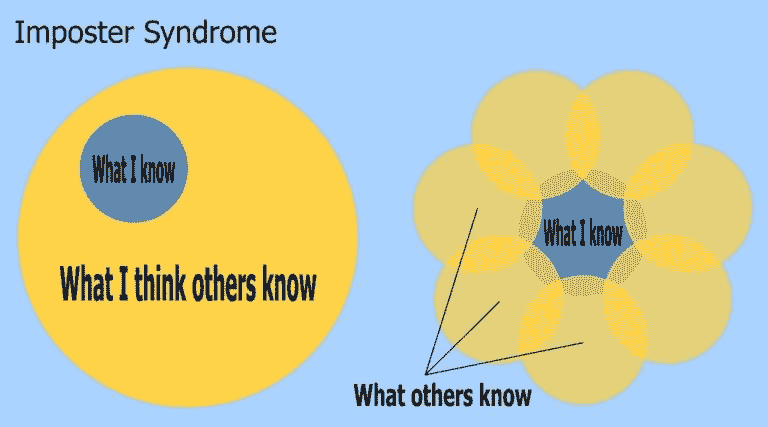 Imposter Syndrome
What I know
What I think others know
What I know
What others know